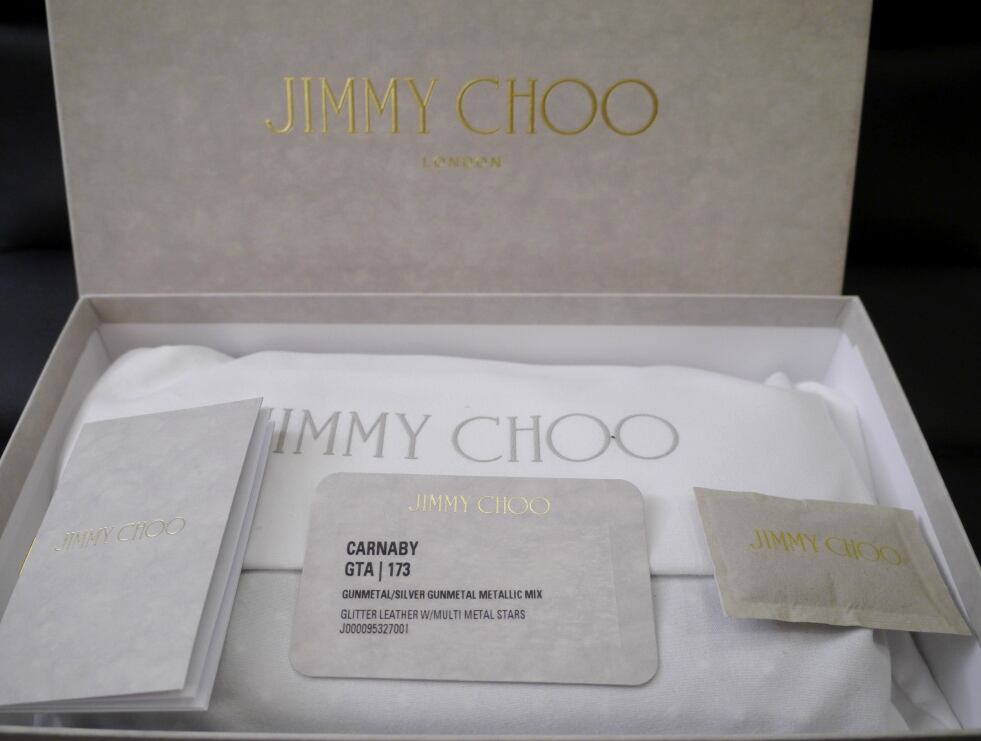 JIMMY CHOO
LONDON
JIMMY CHOO
JIMMY CHOO
JIMMY CHOO
CARNABY
GTA | 173
GUNMETAL/SILVER GUNMETAL METALLIC MIX
GLITTER LEATHER W/MULTI METAL STARS
J000095327001
JIMMY CHOO